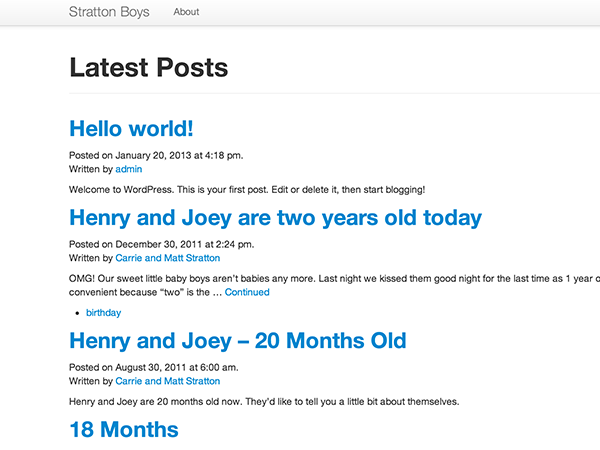 Stratton Boys About
Latest Posts
Hello world!
Posted on January 20, 2013 at 4:18 pm.
Written by admin
Welcome to WordPress. This is your first post. Edit or delete it, then start blogging!
Henry and Joey are two years old today
Posted on December 30, 2011 at 2:24 pm.
Written by Carrie and Matt Stratton
OMG! Our sweet little baby boys aren’t babies any more. Last night we kissed them good night for the last time as 1 year o
convenient because “two” is the … Continued
• birthday
Henry and Joey – 20 Months Old
Posted on August 30, 2011 at 6:00 am.
Written by Carrie and Matt Stratton
Henry and Joey are 20 months old now. They’d like to tell you a little bit about themselves.
18 Months